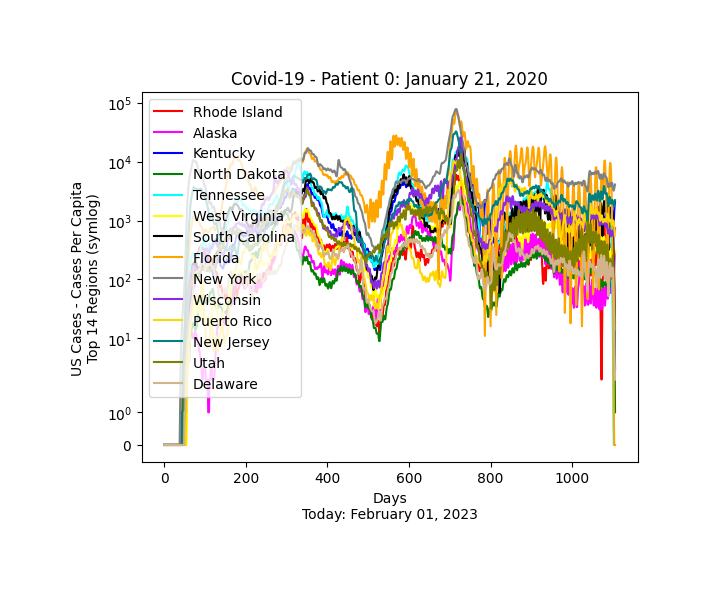 Covid-19 - Patient 0: January 21, 2020
US Cases - Cases Per Capita
Top 14 Regions (symlog)
10^5
10^4
10^3
10^2
10^1
10^0
0
Rhode Island
Alaska
Kentucky
North Dakota
Tennessee
West Virginia
South Carolina
Florida
New York
Wisconsin
Puerto Rico
New Jersey
Utah
Delaware
0 200 400 600 800 1000
Days
Today: February 01, 2023